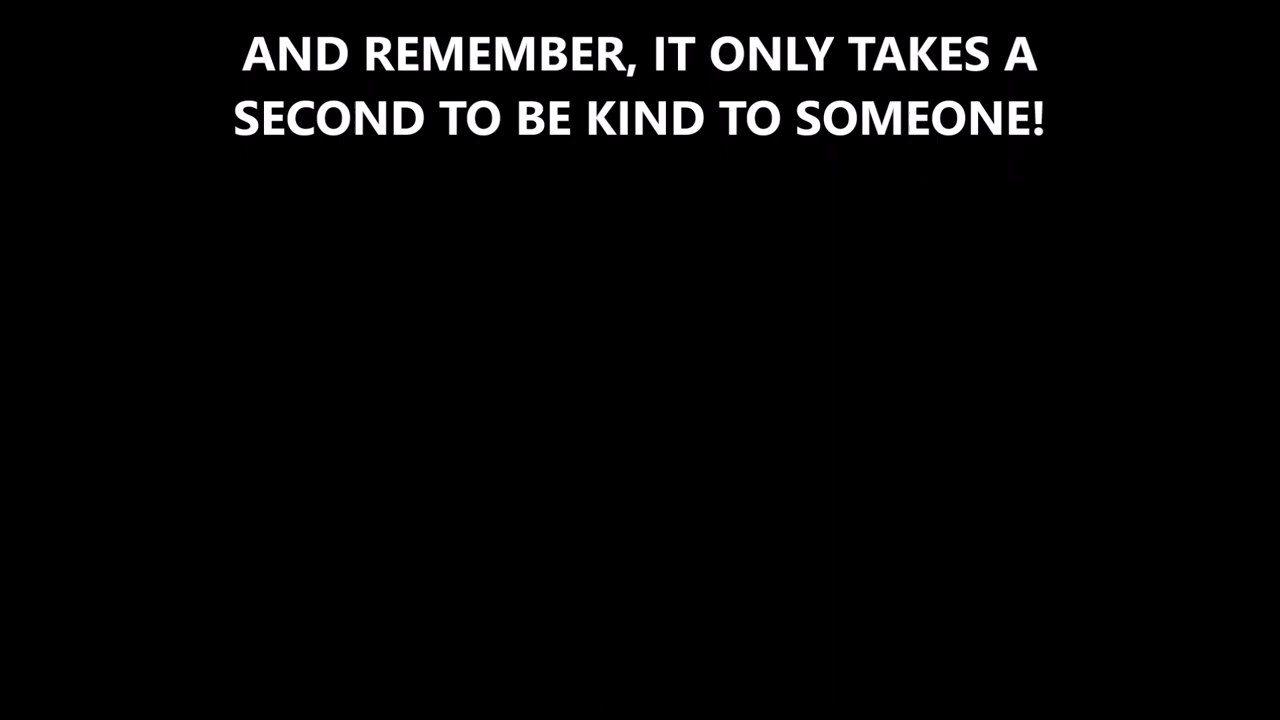 AND REMEMBER, IT ONLY TAKES A
SECOND TO BE KIND TO SOMEONE!